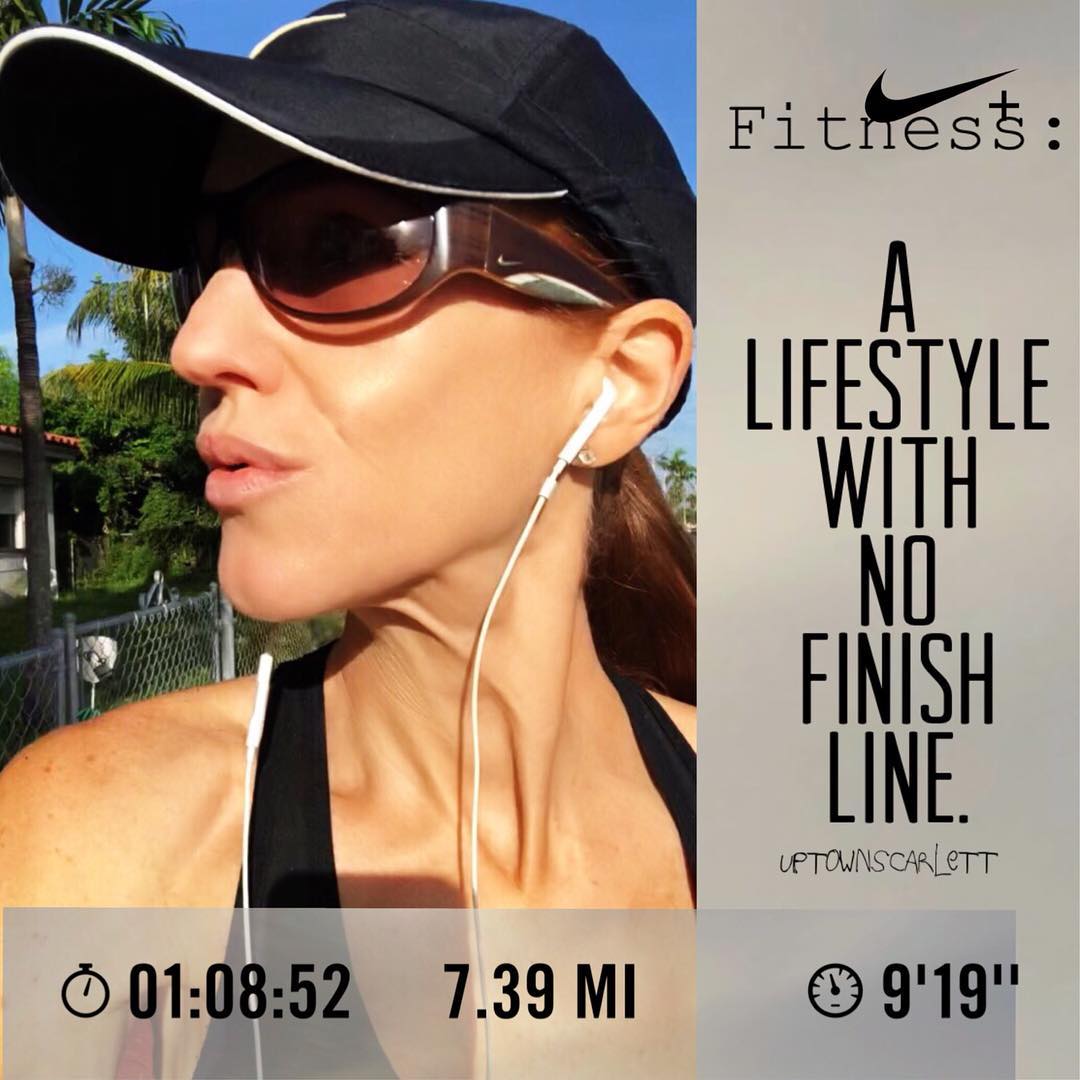 Fitness:
+
A
LIFESTYLE
WITH
NO
FINISH
LINE.
UPTOWNSCARLETT
01:08:52 7.39 MI 9'19"